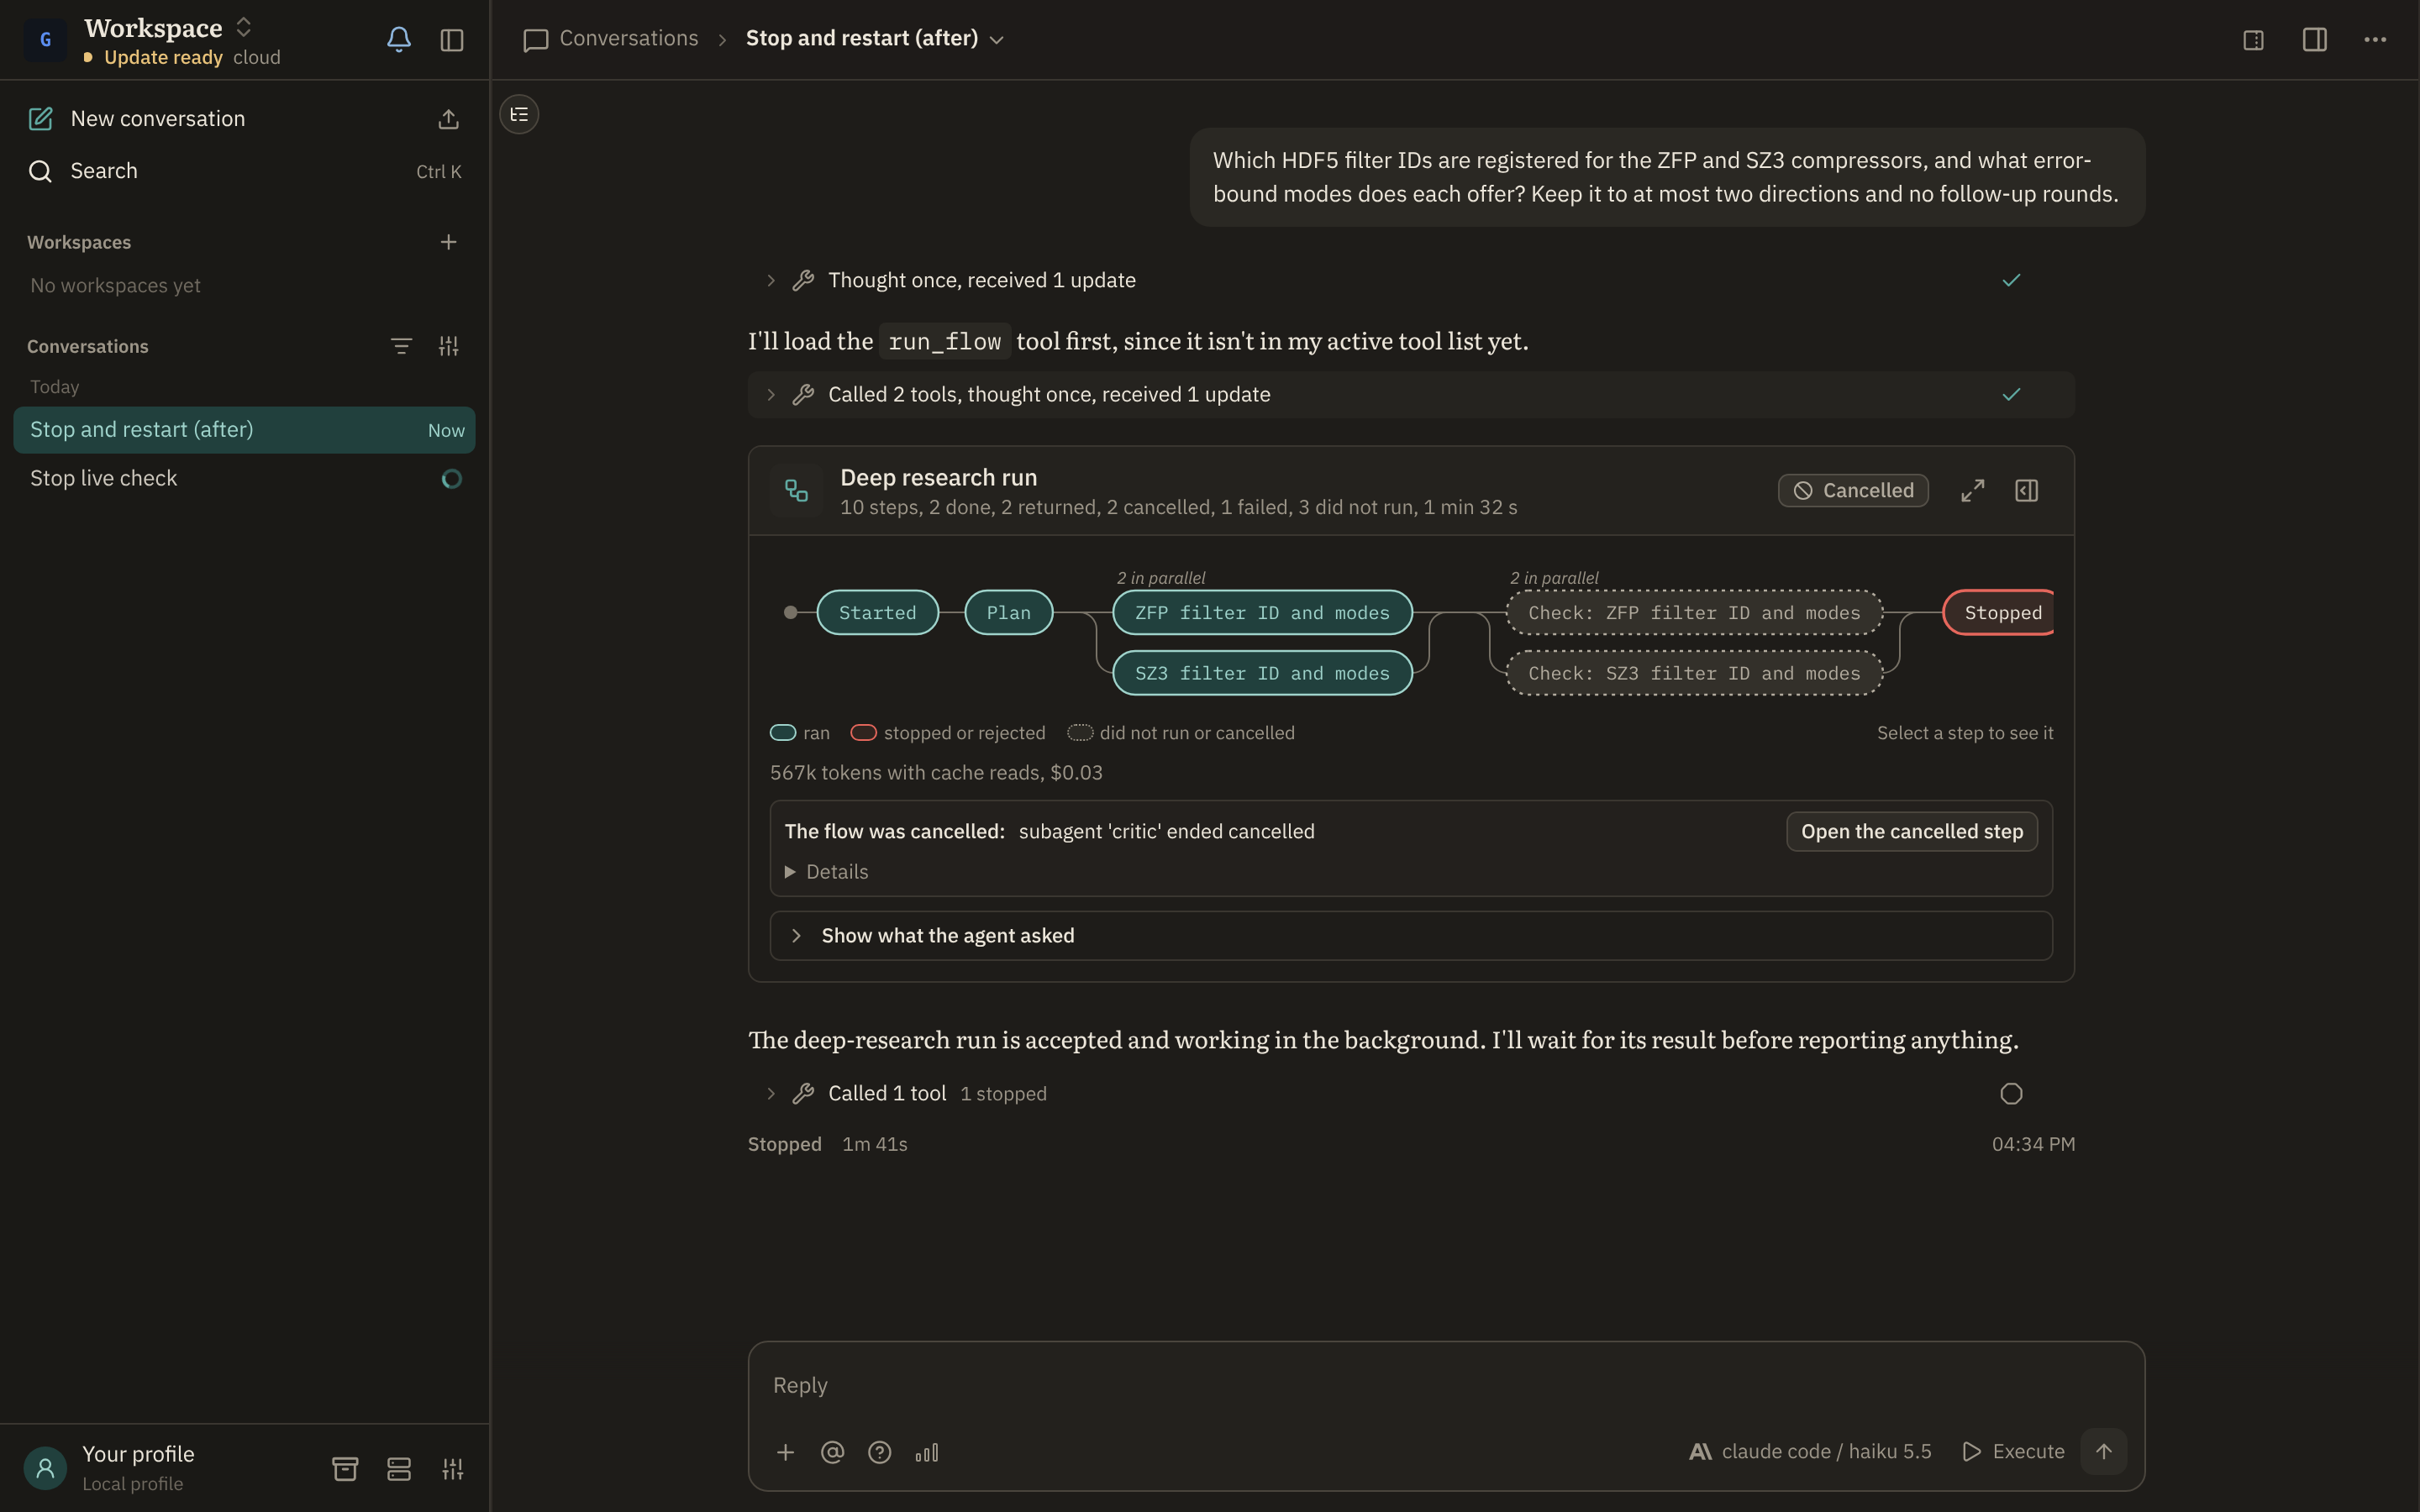 G
Workspace
Update ready cloud
New conversation
Search Ctrl K
Workspaces
No workspaces yet
Conversations
Today
Stop and restart (after) Now
Stop live check
Your profile
Local profile
Conversations Stop and restart (after)
Which HDF5 filter IDs are registered for the ZFP and SZ3 compressors, and what error-
bound modes does each offer? Keep it to at most two directions and no follow-up rounds.
Thought once, received 1 update
I'll load the run_flow tool first, since it isn't in my active tool list yet.
Called 2 tools, thought once, received 1 update
Deep research run
10 steps, 2 done, 2 returned, 2 cancelled, 1 failed, 3 did not run, 1 min 32 s
Cancelled
2 in parallel 2 in parallel
Started Plan ZFP filter ID and modes Check: ZFP filter ID and modes Stopped
SZ3 filter ID and modes Check: SZ3 filter ID and modes
ran stopped or rejected did not run or cancelled Select a step to see it
567k tokens with cache reads, $0.03
The flow was cancelled: subagent 'critic' ended cancelled Open the cancelled step
Details
Show what the agent asked
The deep-research run is accepted and working in the background. I'll wait for its result before reporting anything.
Called 1 tool 1 stopped
Stopped 1m 41s 04:34 PM
Reply
claude code / haiku 5.5 Execute